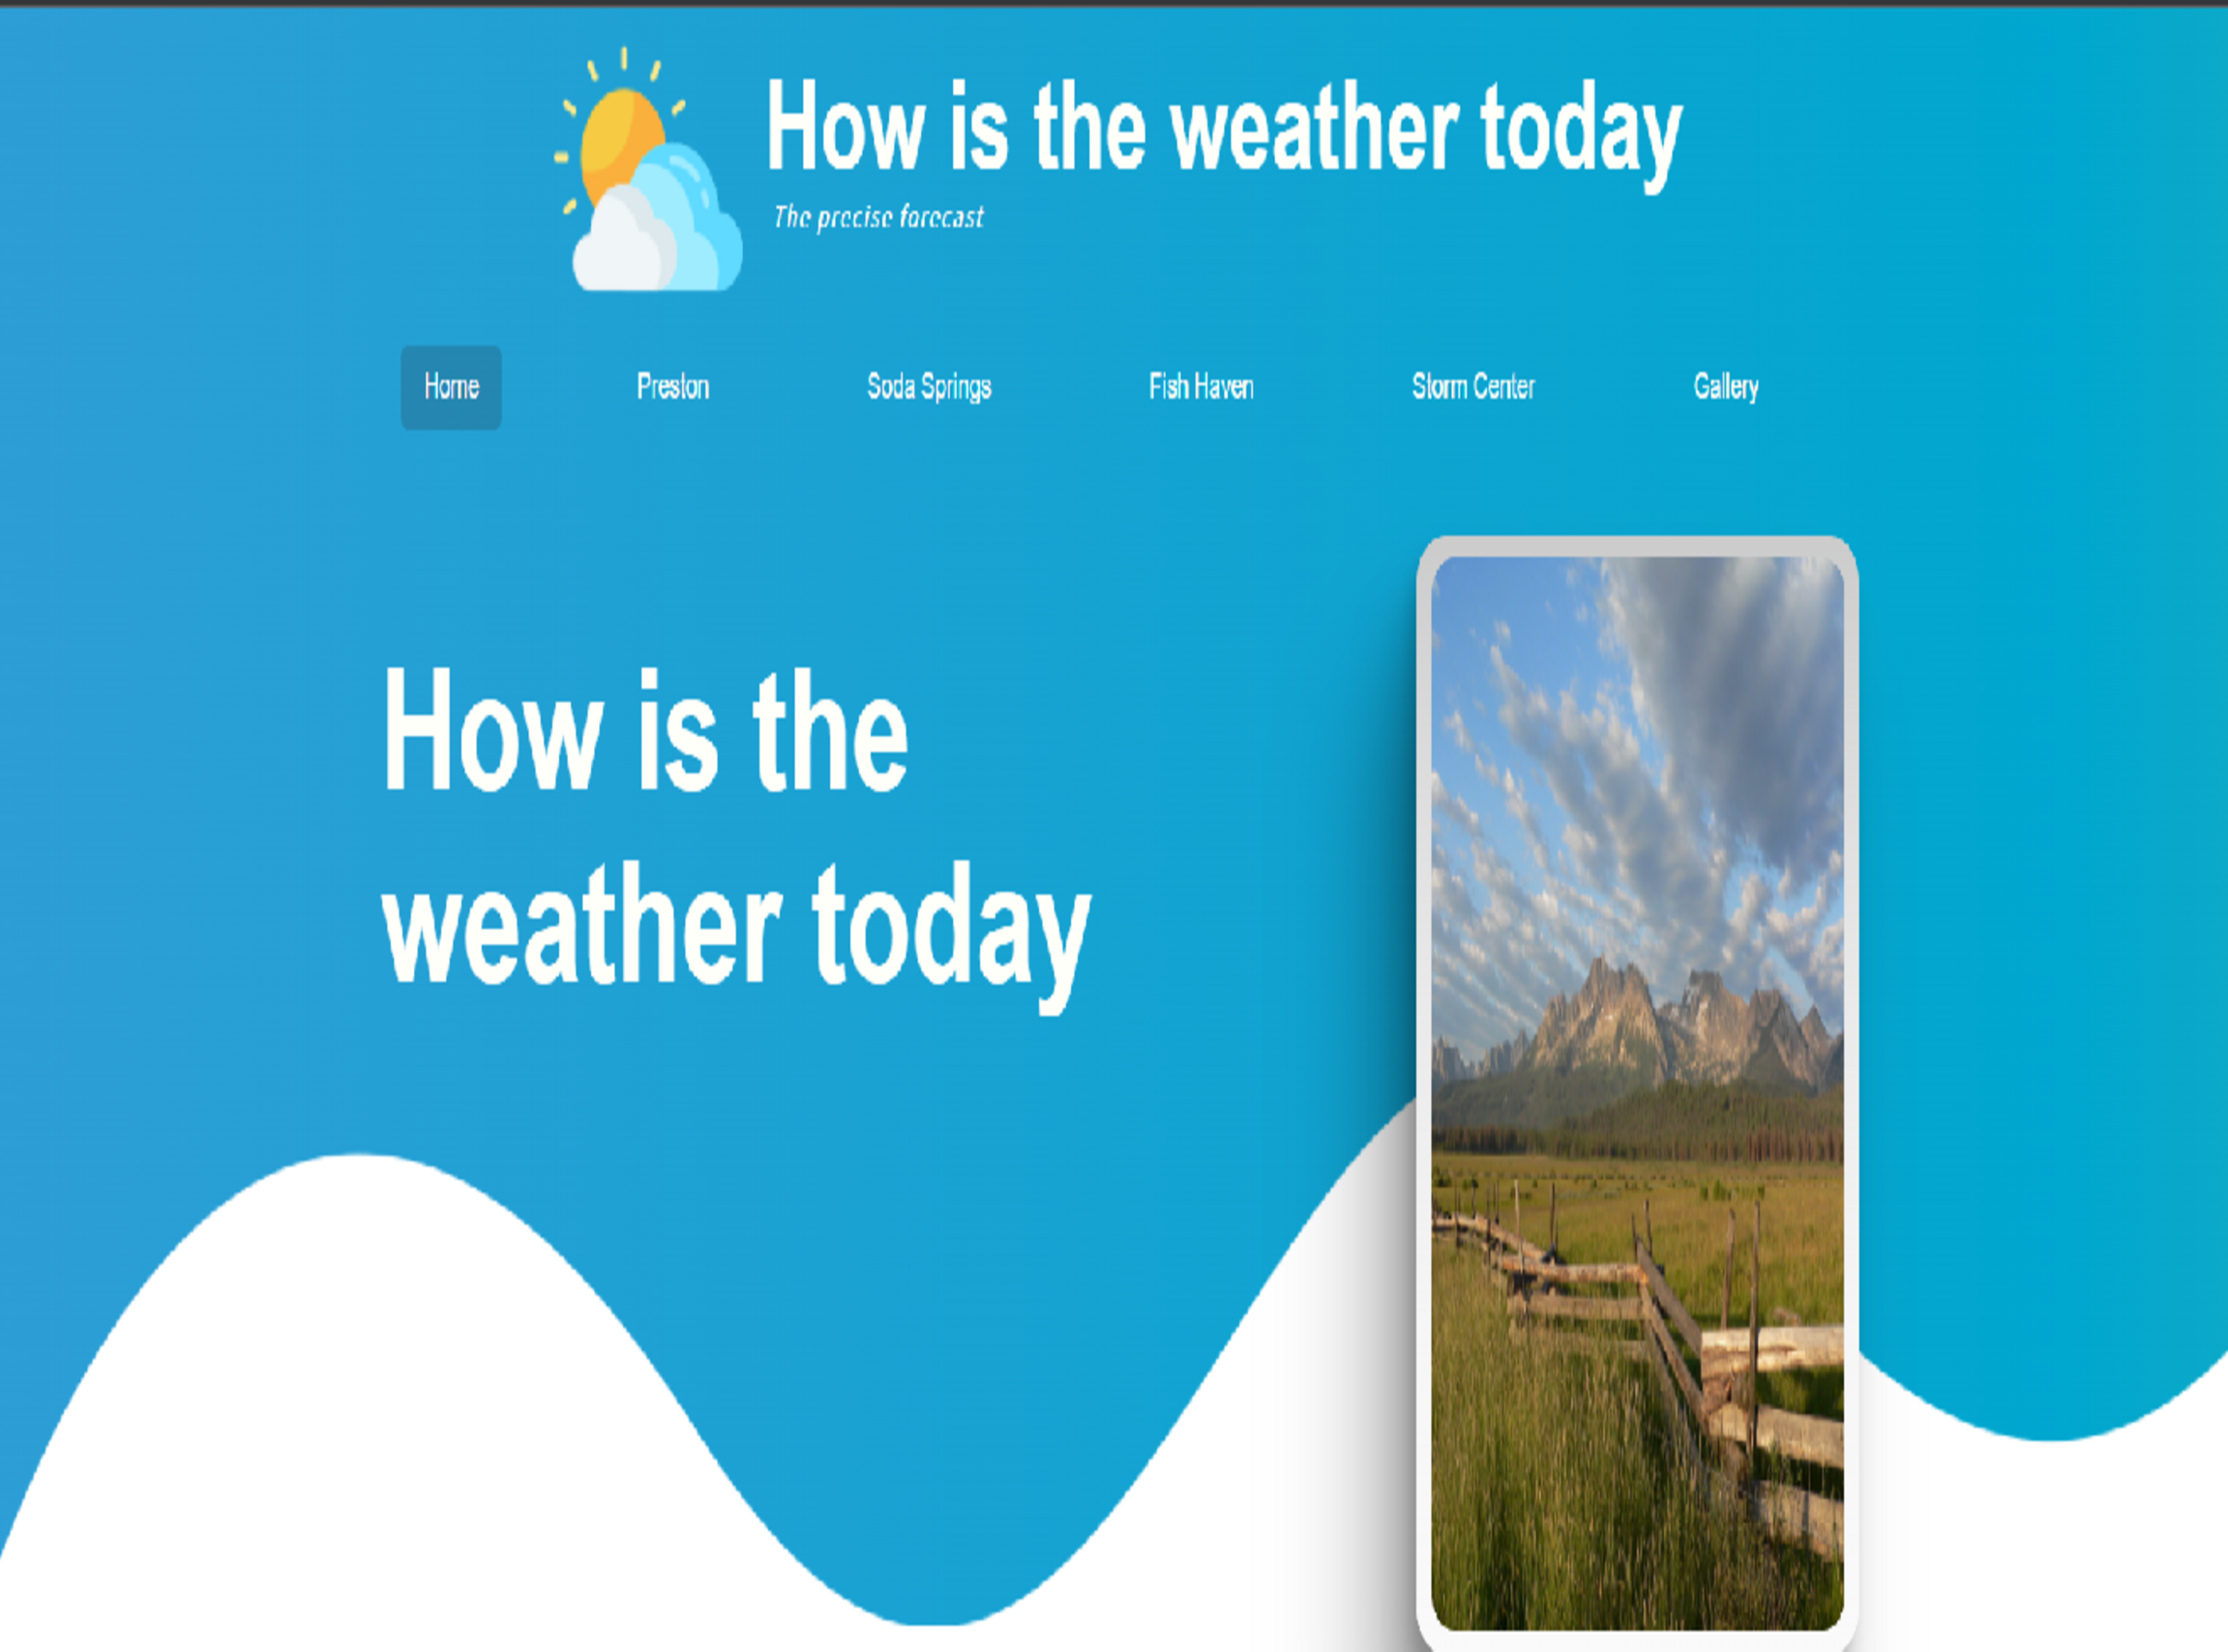 How is the weather today
The precise forecast
Home Preston Soda Springs Fish Haven Storm Center Gallery
How is the
weather today